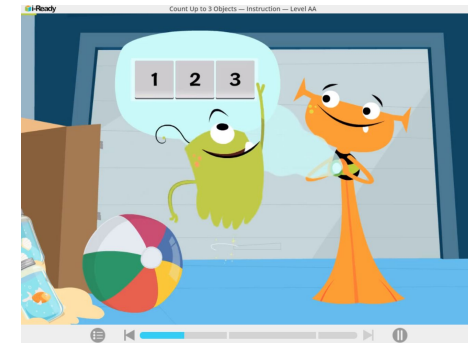 i-Ready
Count Up to 3 Objects — Instruction — Level AA
1 2 3